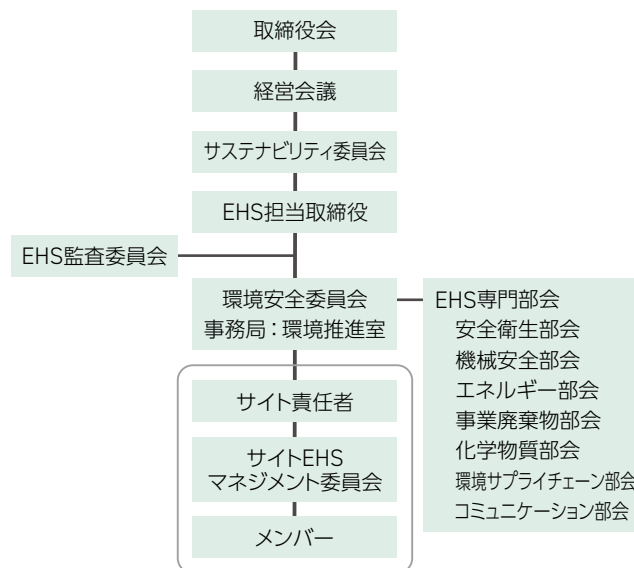 取締役会
経営会議
サステナビリティ委員会
EHS担当取締役
EHS監査委員会
環境安全委員会
事務局：環境推進室
EHS専門部会
安全衛生部会
機械安全部会
エネルギー部会
事業廃棄物部会
化学物質部会
環境サプライチェーン部会
コミュニケーション部会
サイト責任者
サイトEHS
マネジメント委員会
メンバー